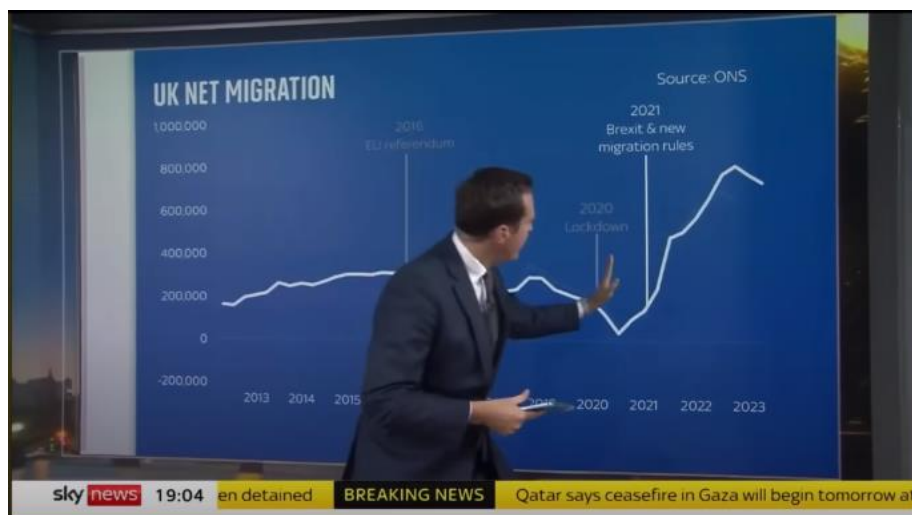 UK NET MIGRATION
Source: ONS
1,000,000
800,000
600,000
400,000
200,000
0
-200,000
2016
EU referendum
2020
Lockdown
2021
Brexit & new
migration rules
2013 2014 2015 2020 2021 2022 2023
sky news 19:04 en detained BREAKING NEWS Qatar says ceasefire in Gaza will begin tomorrow